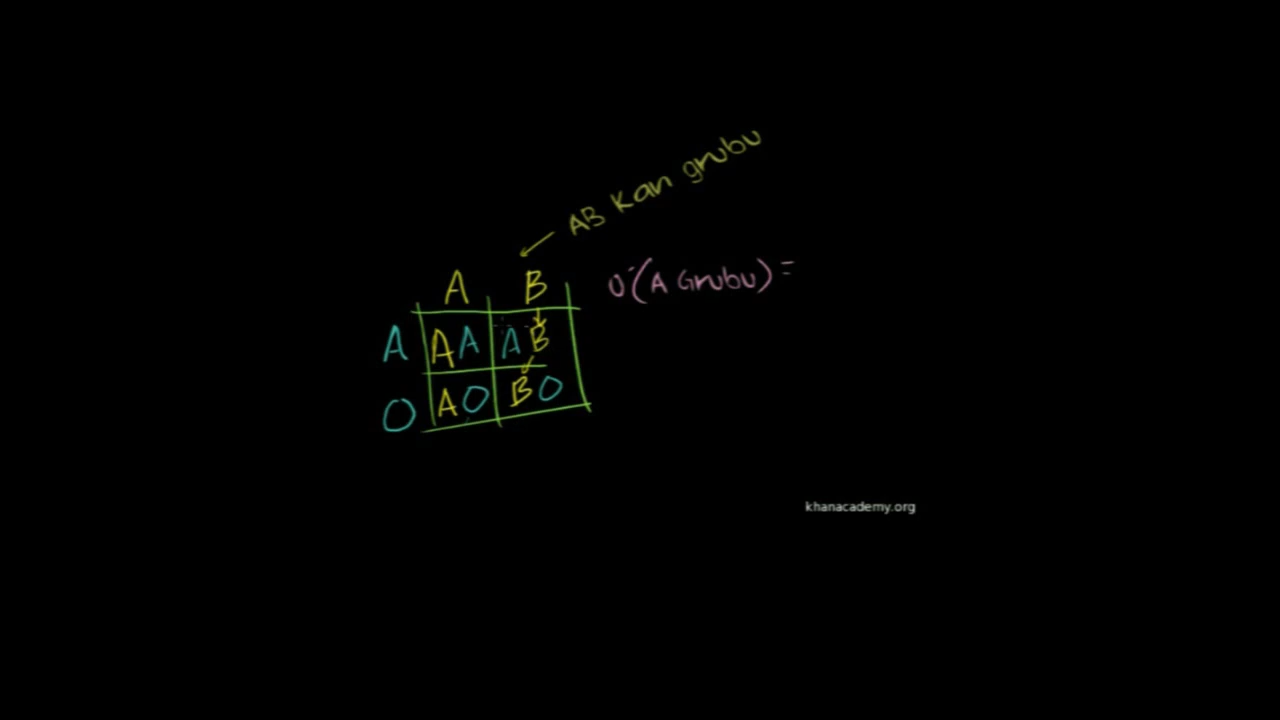 AB Kan grubu
A B
Ö(A Grubu) =
A AA AB
O AO BO
khanacademy.org